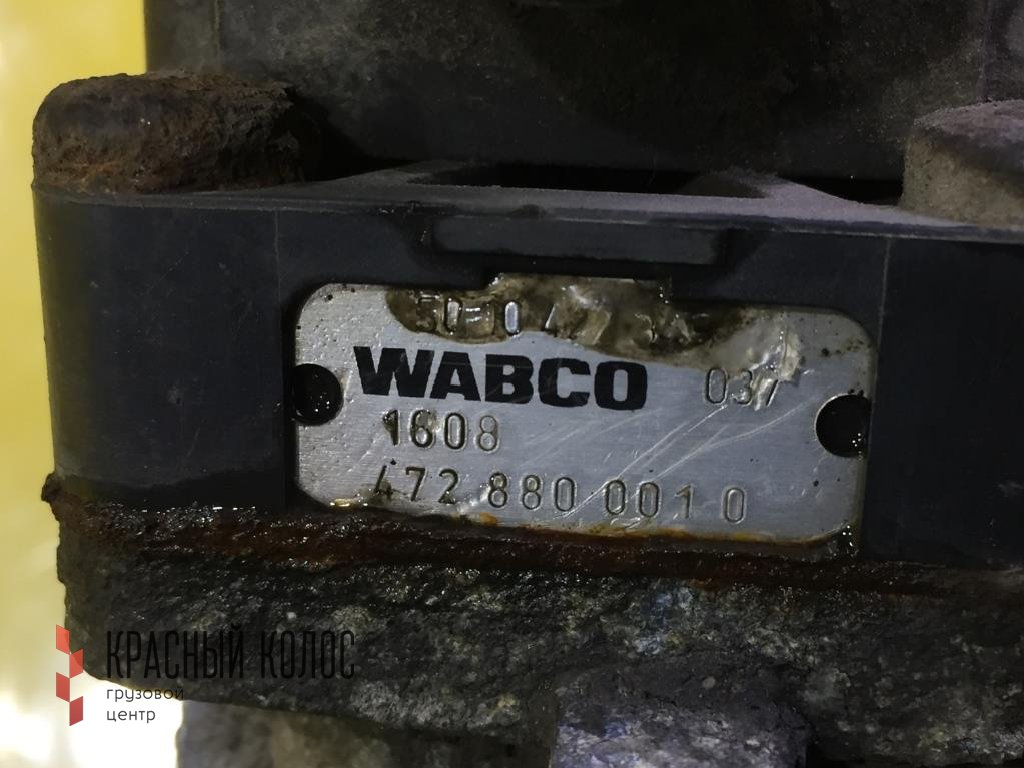 WABCO 037
1608
472 880 001 0
КРАСНЫЙ КОЛОС
грузовой
центр